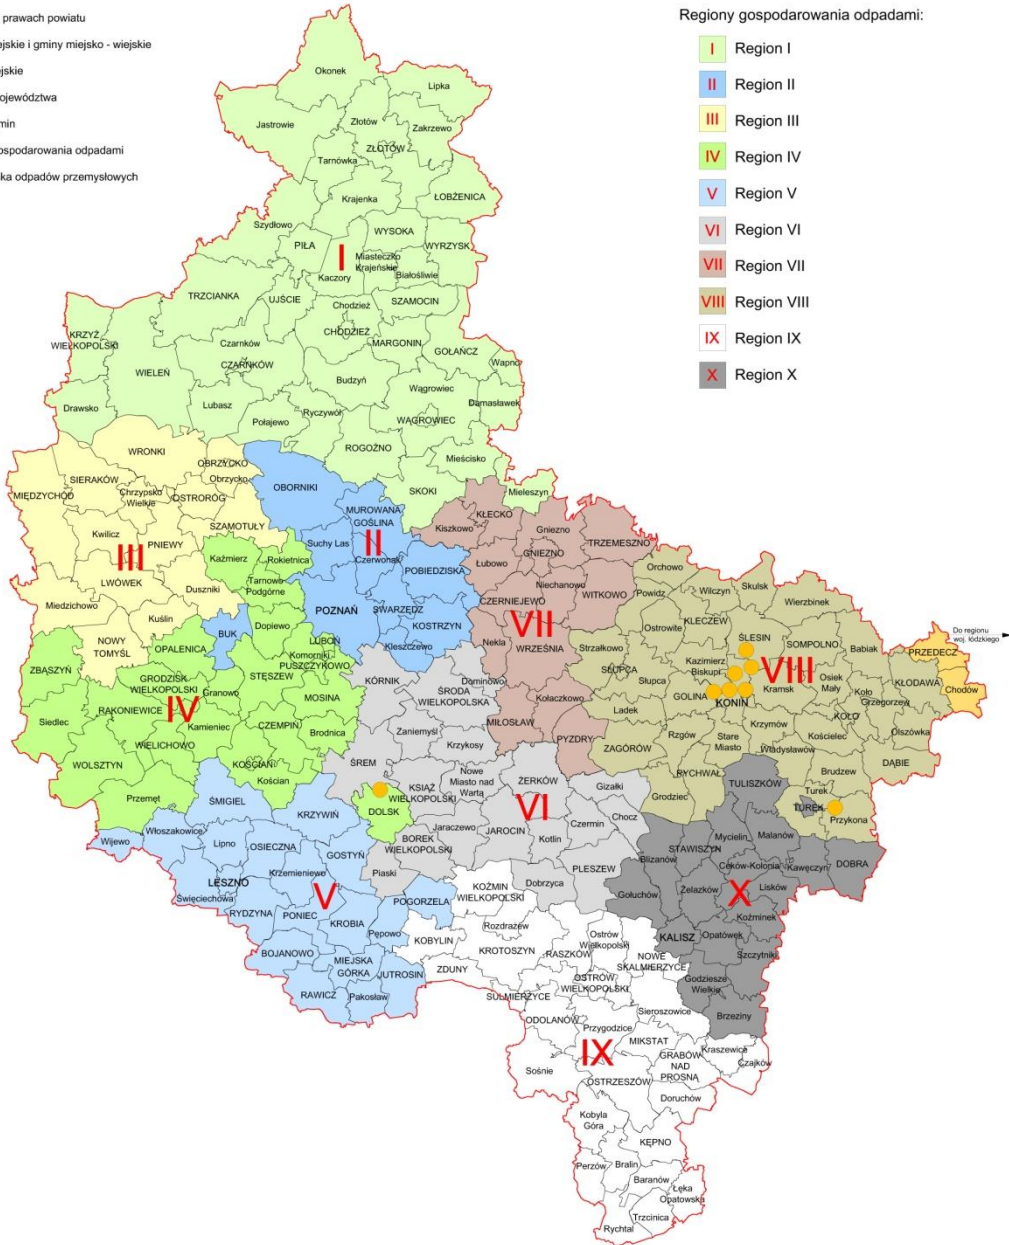 prawach powiatu
ejskie i gminy miejsko - wiejskie
ejskie
ojewództwa
min
ospodarowania odpadami
ka odpadów przemysłowych
Regiony gospodarowania odpadami:
I Region I
II Region II
III Region III
IV Region IV
V Region V
VI Region VI
VII Region VII
VIII Region VIII
IX Region IX
X Region X
Okonek
Lipka
Jastrowie
Złotów
Zakrzewo
ZŁOTÓW
Tarnówka
Krajenka
ŁOBŻENICA
Szydłowo
WYSOKA
PIŁA
WYRZYSK
I
Miasteczko
Krajeńskie
Kaczory
Białośliwie
TRZCIANKA
UJŚCIE
Chodzież
SZAMOCIN
KRZYŻ
WIELKOPOLSKI
CHODZIEŻ
MARGONIN
Czarnków
GOŁAŃCZ
Wapno
CZARNKÓW
WIELEŃ
Budzyń
Wągrowiec
Damasławek
Drawsko
Lubasz
Ryczywół
WĄGROWIEC
Połajewo
ROGOŹNO
WRONKI
Mieścisko
OBRZYCKO
Obrzycko
SIERAKÓW
OBORNIKI
SKOKI
Mieleszyn
MIĘDZYCHÓD
Chrzypsko
Wielkie
OSTRORÓG
MUROWANA
GOŚLINA
KŁECKO
SZAMOTUŁY
Kiszkowo
Gniezno
Kwilicz
PNIEWY
Suchy Las
II
GNIEZNO
TRZEMESZNO
III
Kaźmierz
Rokietnica
Czerwonak
Łubowo
Orchowo
LWÓWEK
Tarnowo
Podgórne
POBIEDZISKA
Niechanowo
Powidz
Wilczyn
Skulsk
Duszniki
Miedzichowo
CZERNIEJEWO
WITKOWO
Wierzbinek
Kuślin
POZNAŃ
SWARZĘDZ
KLECZEW
KOSTRZYN
VII
Ostrowite
NOWY
TOMYŚL
BUK
Dopiewo
ŚLESIN
SOMPOLNO
Do regionu
woj. łódzkiego
OPALENICA
LUBOŃ
Komorniki
Kleszczewo
Nekla
WRZEŚNIA
Strzałkowo
Babiak
PRZEDECZ
ZBĄSZYŃ
PUSZCZYKOWO
SŁUPCA
Kazimierz
Biskupi
VIII
GRODZISK
WIELKOPOLSKI
STĘSZEW
KÓRNIK
Dominowo
Słupca
Osiek
Mały
KŁODAWA
Chodów
Siedlec
RAKONIEWICE
IV
Granowo
MOSINA
ŚRODA
WIELKOPOLSKA
Kołaczkowo
GOLINA
KONIN
Kramsk
Koło
Grzegorzew
Kamieniec
CZEMPIŃ
Brodnica
Zaniemyśl
MIŁOSŁAW
Ladek
Krzymów
KOŁO
Olszówka
WIELICHOWO
Krzykosy
PYZDRY
ZAGÓRÓW
Rzgów
Stare
Miasto
Kościelec
WOLSZTYN
KOŚCIAN
Kościan
ŚREM
Nowe
Miasto nad
Wartą
RYCHWAŁ
Władysławów
DĄBIE
Przemęt
KSIĄŻ
WIELKOPOLSKI
ŻERKÓW
Gizałki
Grodziec
TULISZKÓW
Brudzew
ŚMIGIEL
KRZYWIŃ
DOLSK
VI
Turek
TUREK
Przykona
Wijewo
Włoszakowice
Lipno
OSIECZNA
GOSTYŃ
BOREK
WIELKOPOLSKI
Jaraczewo
JAROCIN
Kotlin
Czermin
Chocz
STAWISZYN
Mycielin
Malanów
Krzemieniewo
Piaski
PLESZEW
Blizanów
Ceków-Kolonia
Kawęczyn
DOBRA
LESZNO
Święciechowa
V
KOŹMIN
WIELKOPOLSKI
Dobrzyca
Gołuchów
Żelazków
X
Lisków
RYDZYNA
PONIEC
KROBIA
POGORZELA
Rozdrażew
Koźminek
Pępowo
KOBYLIN
KROTOSZYN
Ostrów
Wielkopolski
KALISZ
Opatówek
BOJANOWO
MIEJSKA
GÓRKA
RASZKÓW
NOWE
SKALMIERZYCE
Szczytniki
ZDUNY
JUTROSIN
OSTRÓW
WIELKOPOLSKI
Godziesze
Wielkie
RAWICZ
Pakosław
SULMIERZYCE
Sieroszowice
Brzeziny
ODOLANÓW
Przygodzice
MIKSTAT
Kraszewice
IX
GRABÓW
NAD
PROSNĄ
Czajków
Sośnie
OSTRZESZÓW
Doruchów
Kobyla
Góra
KĘPNO
Perzów
Bralin
Baranów
Łęka
Opatowska
Trzcinica
Rychtal